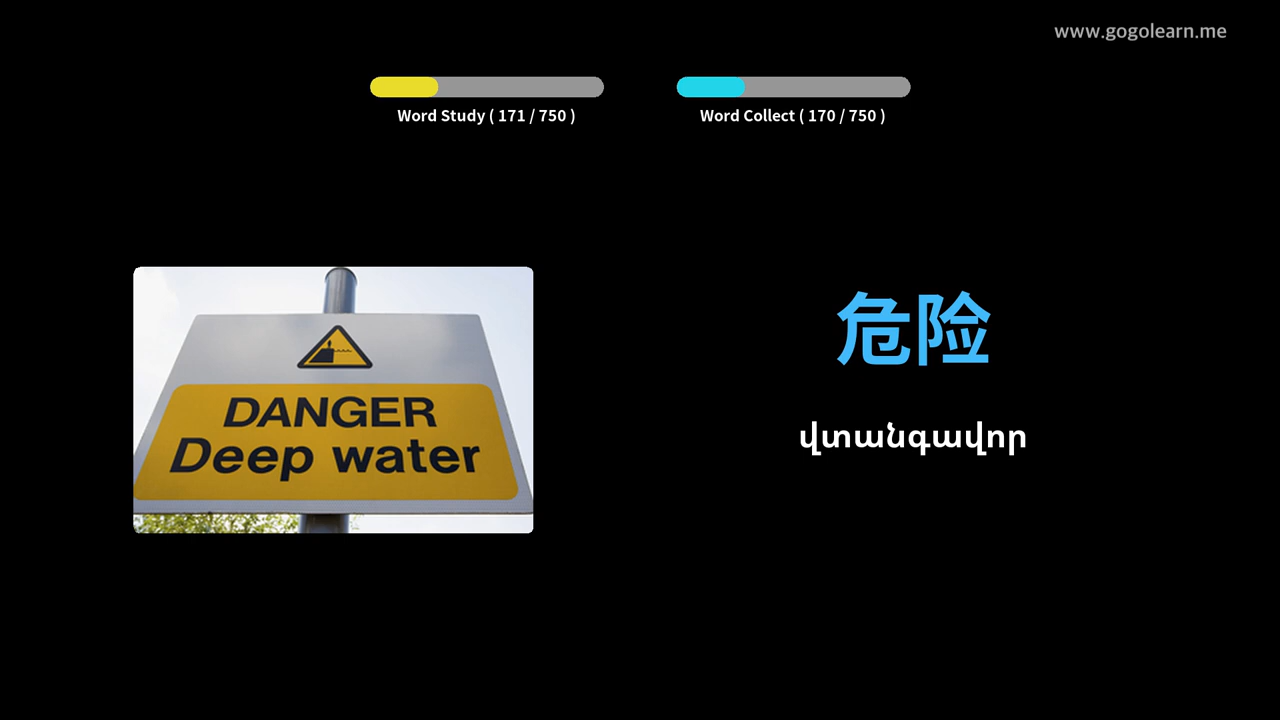 www.gogolearn.me
Word Study ( 171 / 750 )
Word Collect ( 170 / 750 )
DANGER
Deep water
危险
վտանգավոր